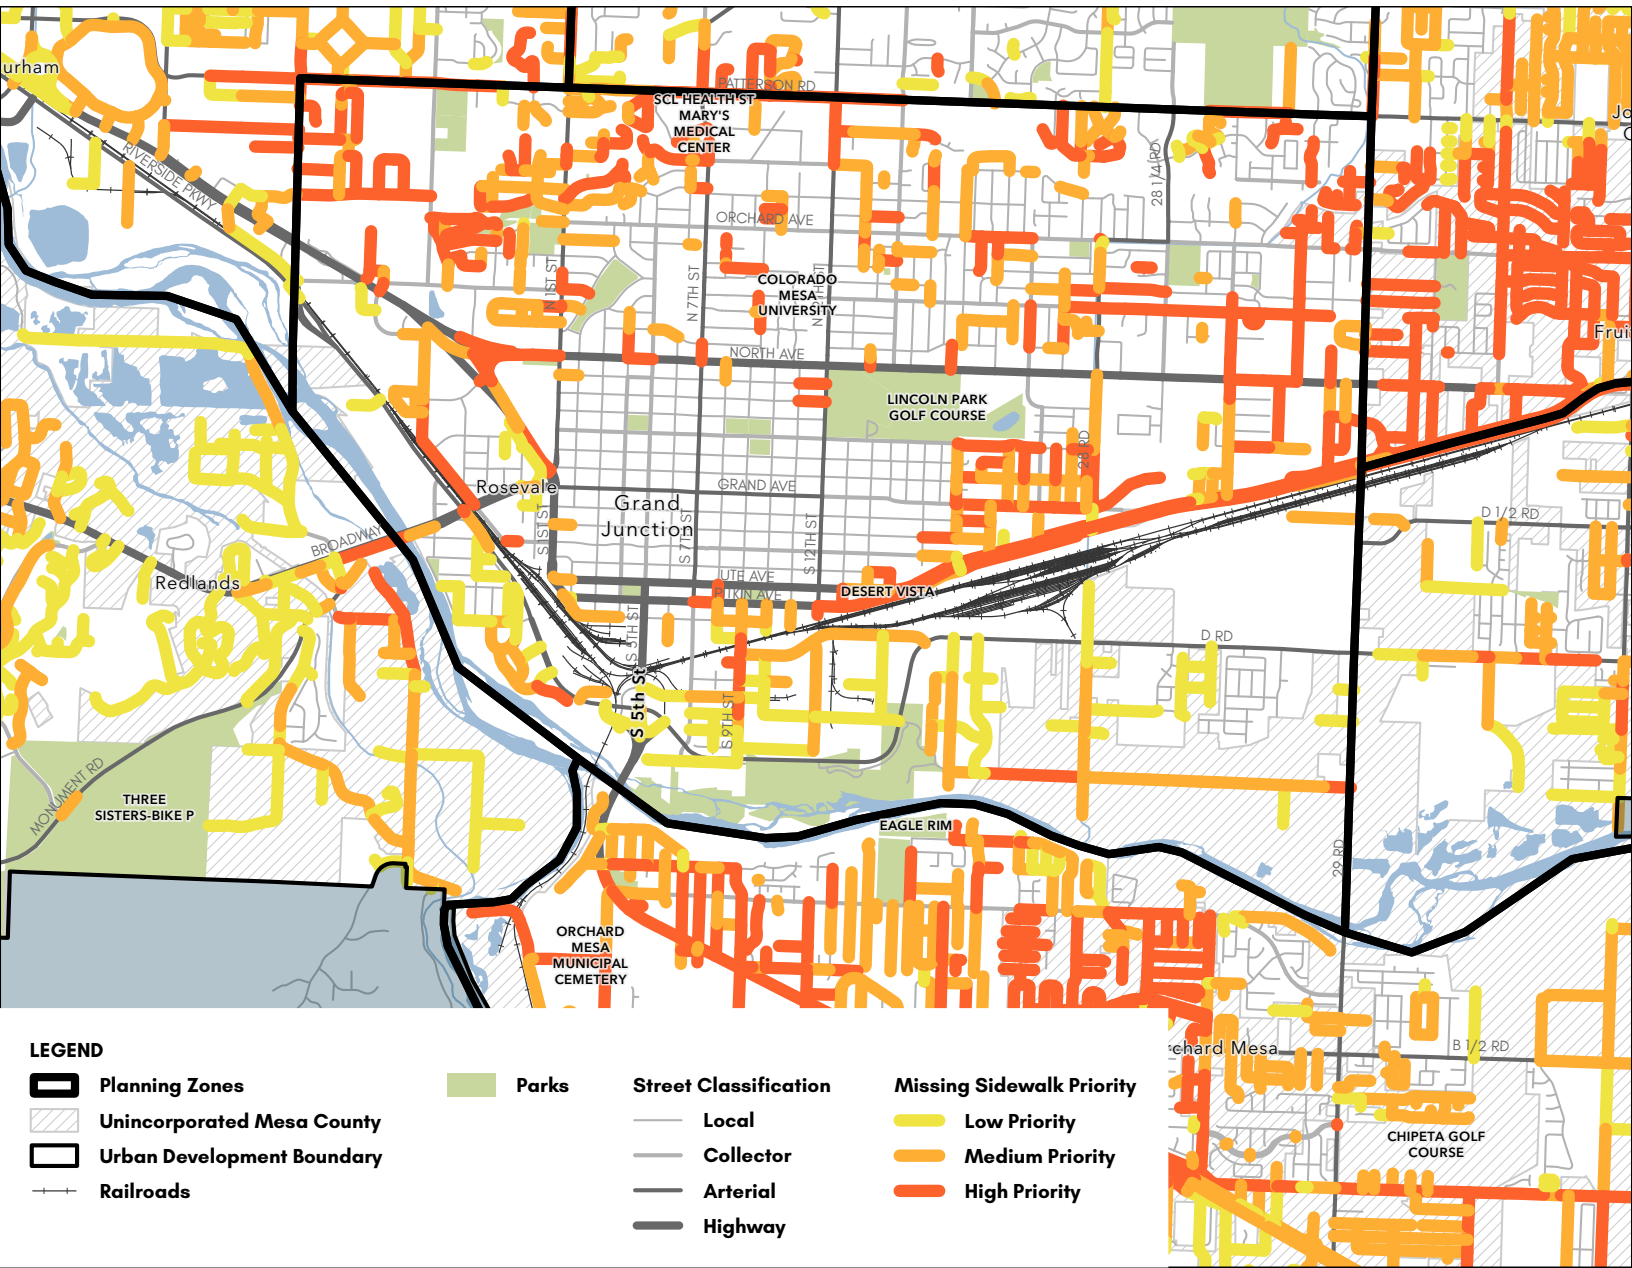 urham
PATTERSON RD
SCL HEALTH ST
MARY'S
MEDICAL
CENTER
Jo
C
RIVERSIDE PKWY
28 1/4 RD
ORCHARD AVE
N 1ST ST
N 7TH ST
COLORADO
MESA
UNIVERSITY
Frui
NORTH AVE
LINCOLN PARK
GOLF COURSE
28 RD
Rosevale
GRAND AVE
Grand
Junction
S 1ST ST
S 7TH ST
S 12TH ST
D 1/2 RD
BROADWAY
Redlands
UTE AVE
PITKIN AVE
DESERT VISTA
S 5TH ST
D RD
S 5th St
S 9TH ST
MONUMENT RD
THREE
SISTERS-BIKE P
EAGLE RIM
29 RD
ORCHARD
MESA
MUNICIPAL
CEMETERY
rchard Mesa
B 1/2 RD
CHIPETA GOLF
COURSE
LEGEND
Planning Zones
Unincorporated Mesa County
Urban Development Boundary
Railroads
Parks
Street Classification
Local
Collector
Arterial
Highway
Missing Sidewalk Priority
Low Priority
Medium Priority
High Priority